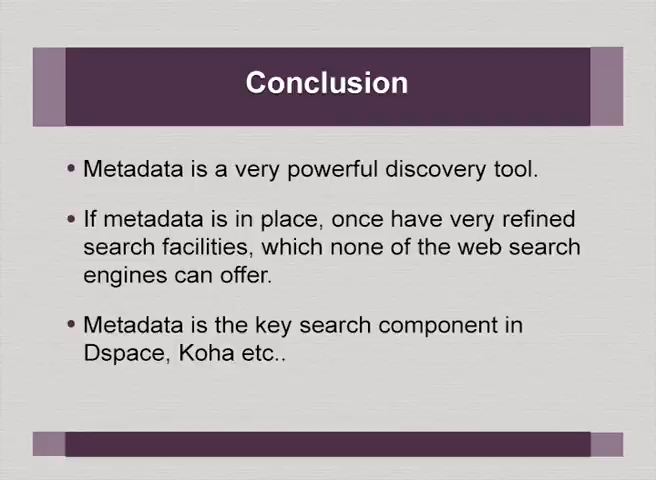 Conclusion
• Metadata is a very powerful discovery tool.
• If metadata is in place, once have very refined
search facilities, which none of the web search
engines can offer.
• Metadata is the key search component in
Dspace, Koha etc..